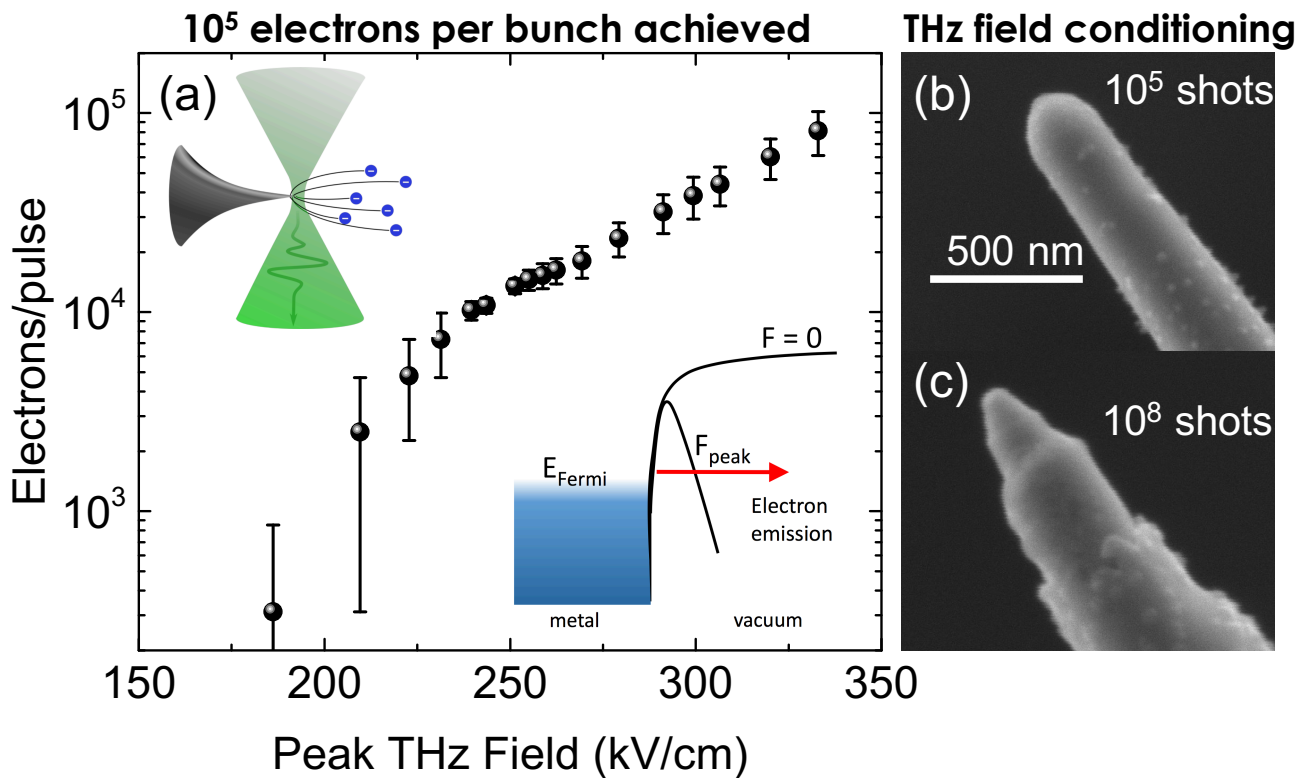 10⁵ electrons per bunch achieved
THz field conditioning
(a)
10⁵
10⁴
10³
Electrons/pulse
150
200
250
300
350
Peak THz Field (kV/cm)
F = 0
F_peak
E_Fermi
Electron
emission
metal
vacuum
(b)
10⁵ shots
500 nm
(c)
10⁸ shots